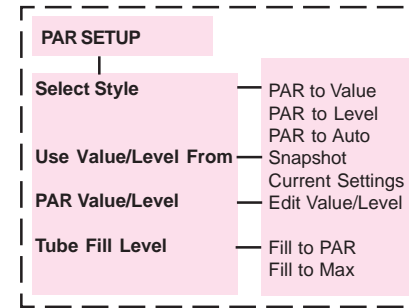 PAR SETUP
Select Style
PAR to Value
PAR to Level
PAR to Auto
Use Value/Level From
Snapshot
Current Settings
PAR Value/Level
Edit Value/Level
Tube Fill Level
Fill to PAR
Fill to Max